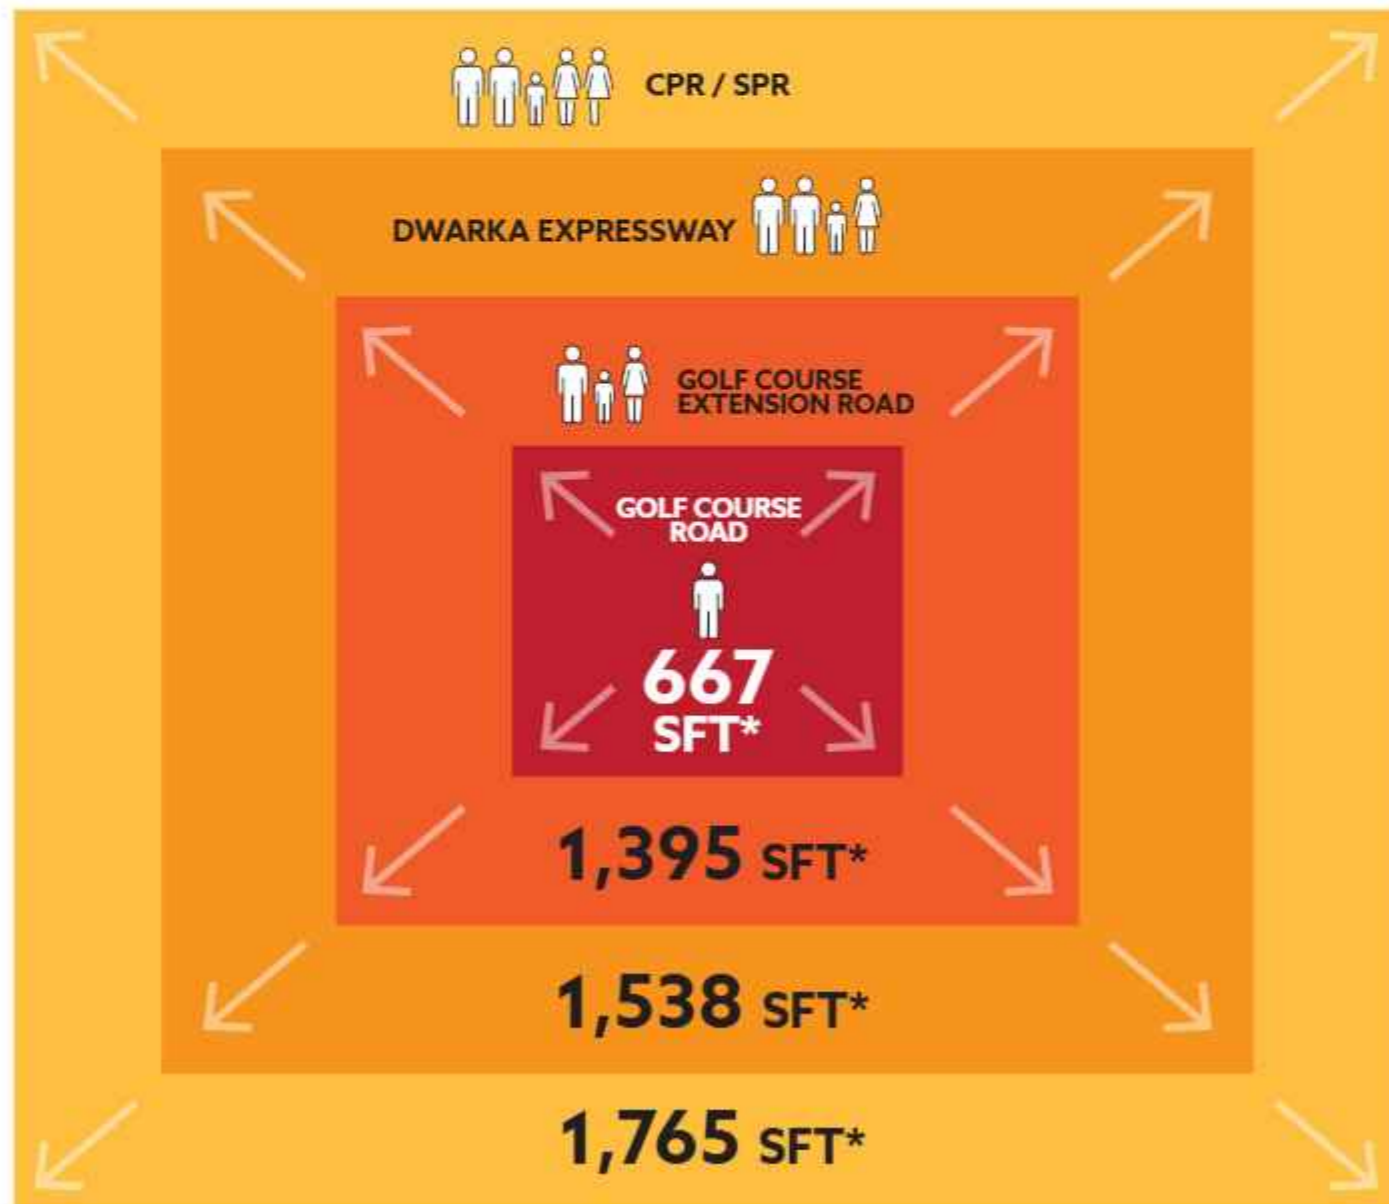 CPR / SPR
DWARKA EXPRESSWAY
GOLF COURSE
EXTENSION ROAD
GOLF COURSE
ROAD
667
SFT*
1,395 SFT*
1,538 SFT*
1,765 SFT*